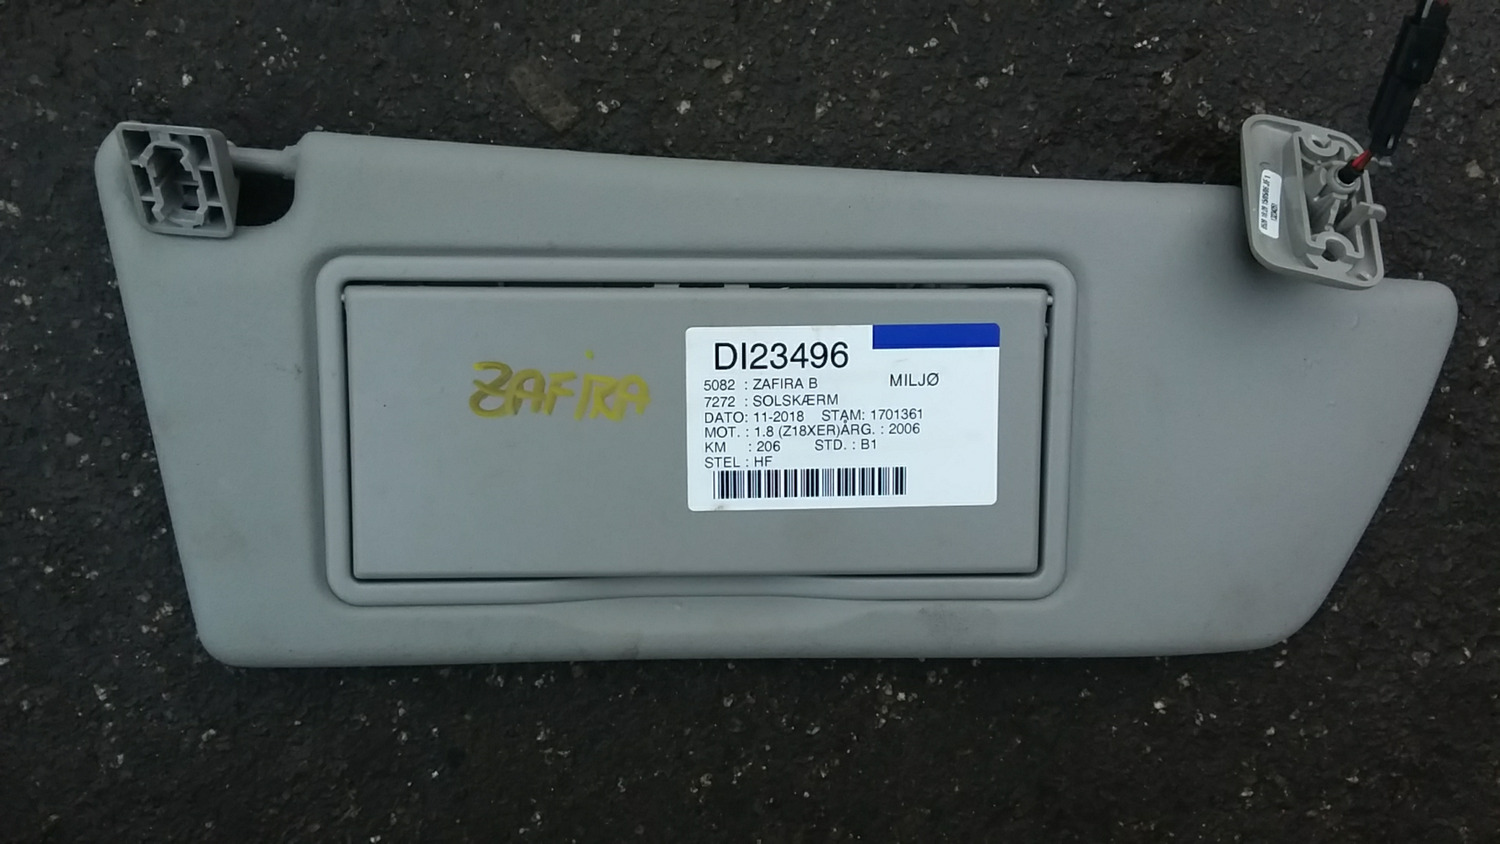 ZAFIRA
DI23496
5082 : ZAFIRA B MILJØ
7272 : SOLSKÆRM
DATO: 11-2018 STAM: 1701361
MOT. : 1.8 (Z18XER)ÅRG. : 2006
KM : 206 STD. : B1
STEL : HF